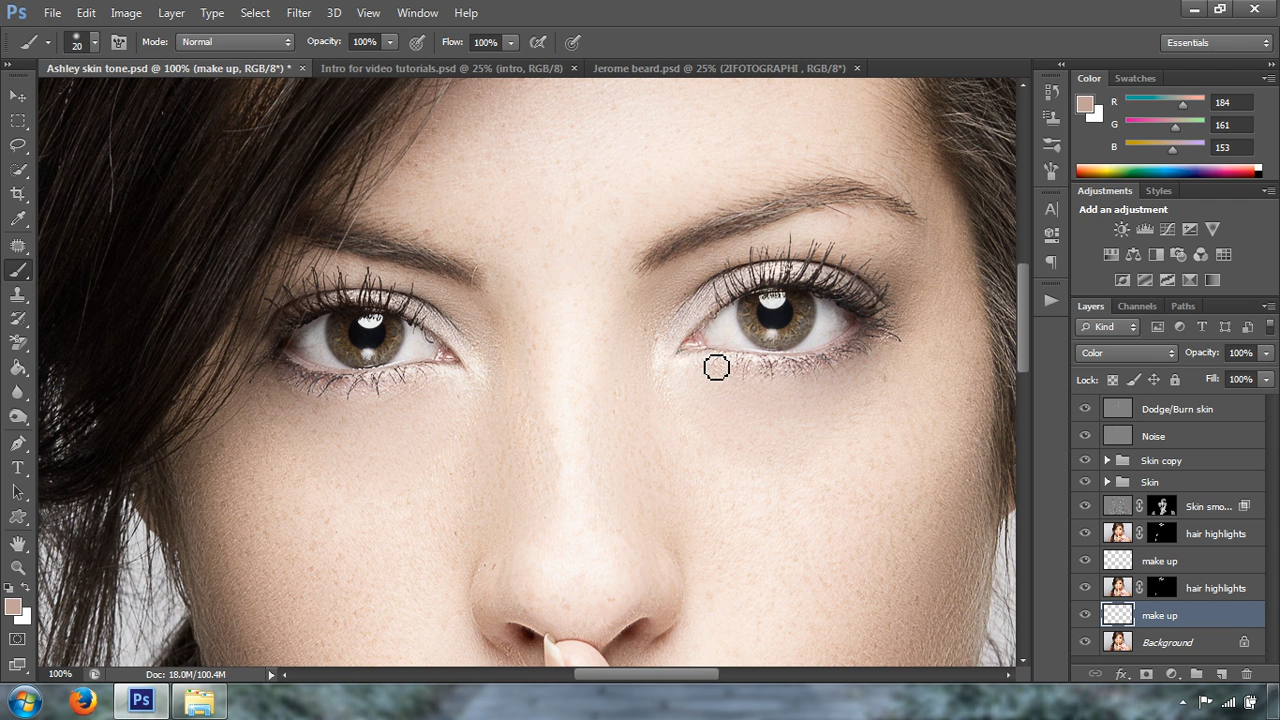 Ps File Edit Image Layer Type Select Filter 3D View Window Help
20 Mode: Normal Opacity: 100% Flow: 100% Essentials
Ashley skin tone.psd @ 100% (make up, RGB/8*) * × Intro for video tutorials.psd @ 25% (intro, RGB/8) × Jerome beard.psd @ 25% (2IFOTOGRAPHI , RGB/8*) ×
Color Swatches
R 184
G 161
B 153
Adjustments Styles
Add an adjustment
Layers Channels Paths
Kind
Color Opacity: 100%
Lock: Fill: 100%
Dodge/Burn skin
Noise
Skin copy
Skin
Skin smo...
hair highlights
make up
hair highlights
make up
Background
100% Doc: 18.0M/100.4M
Ps